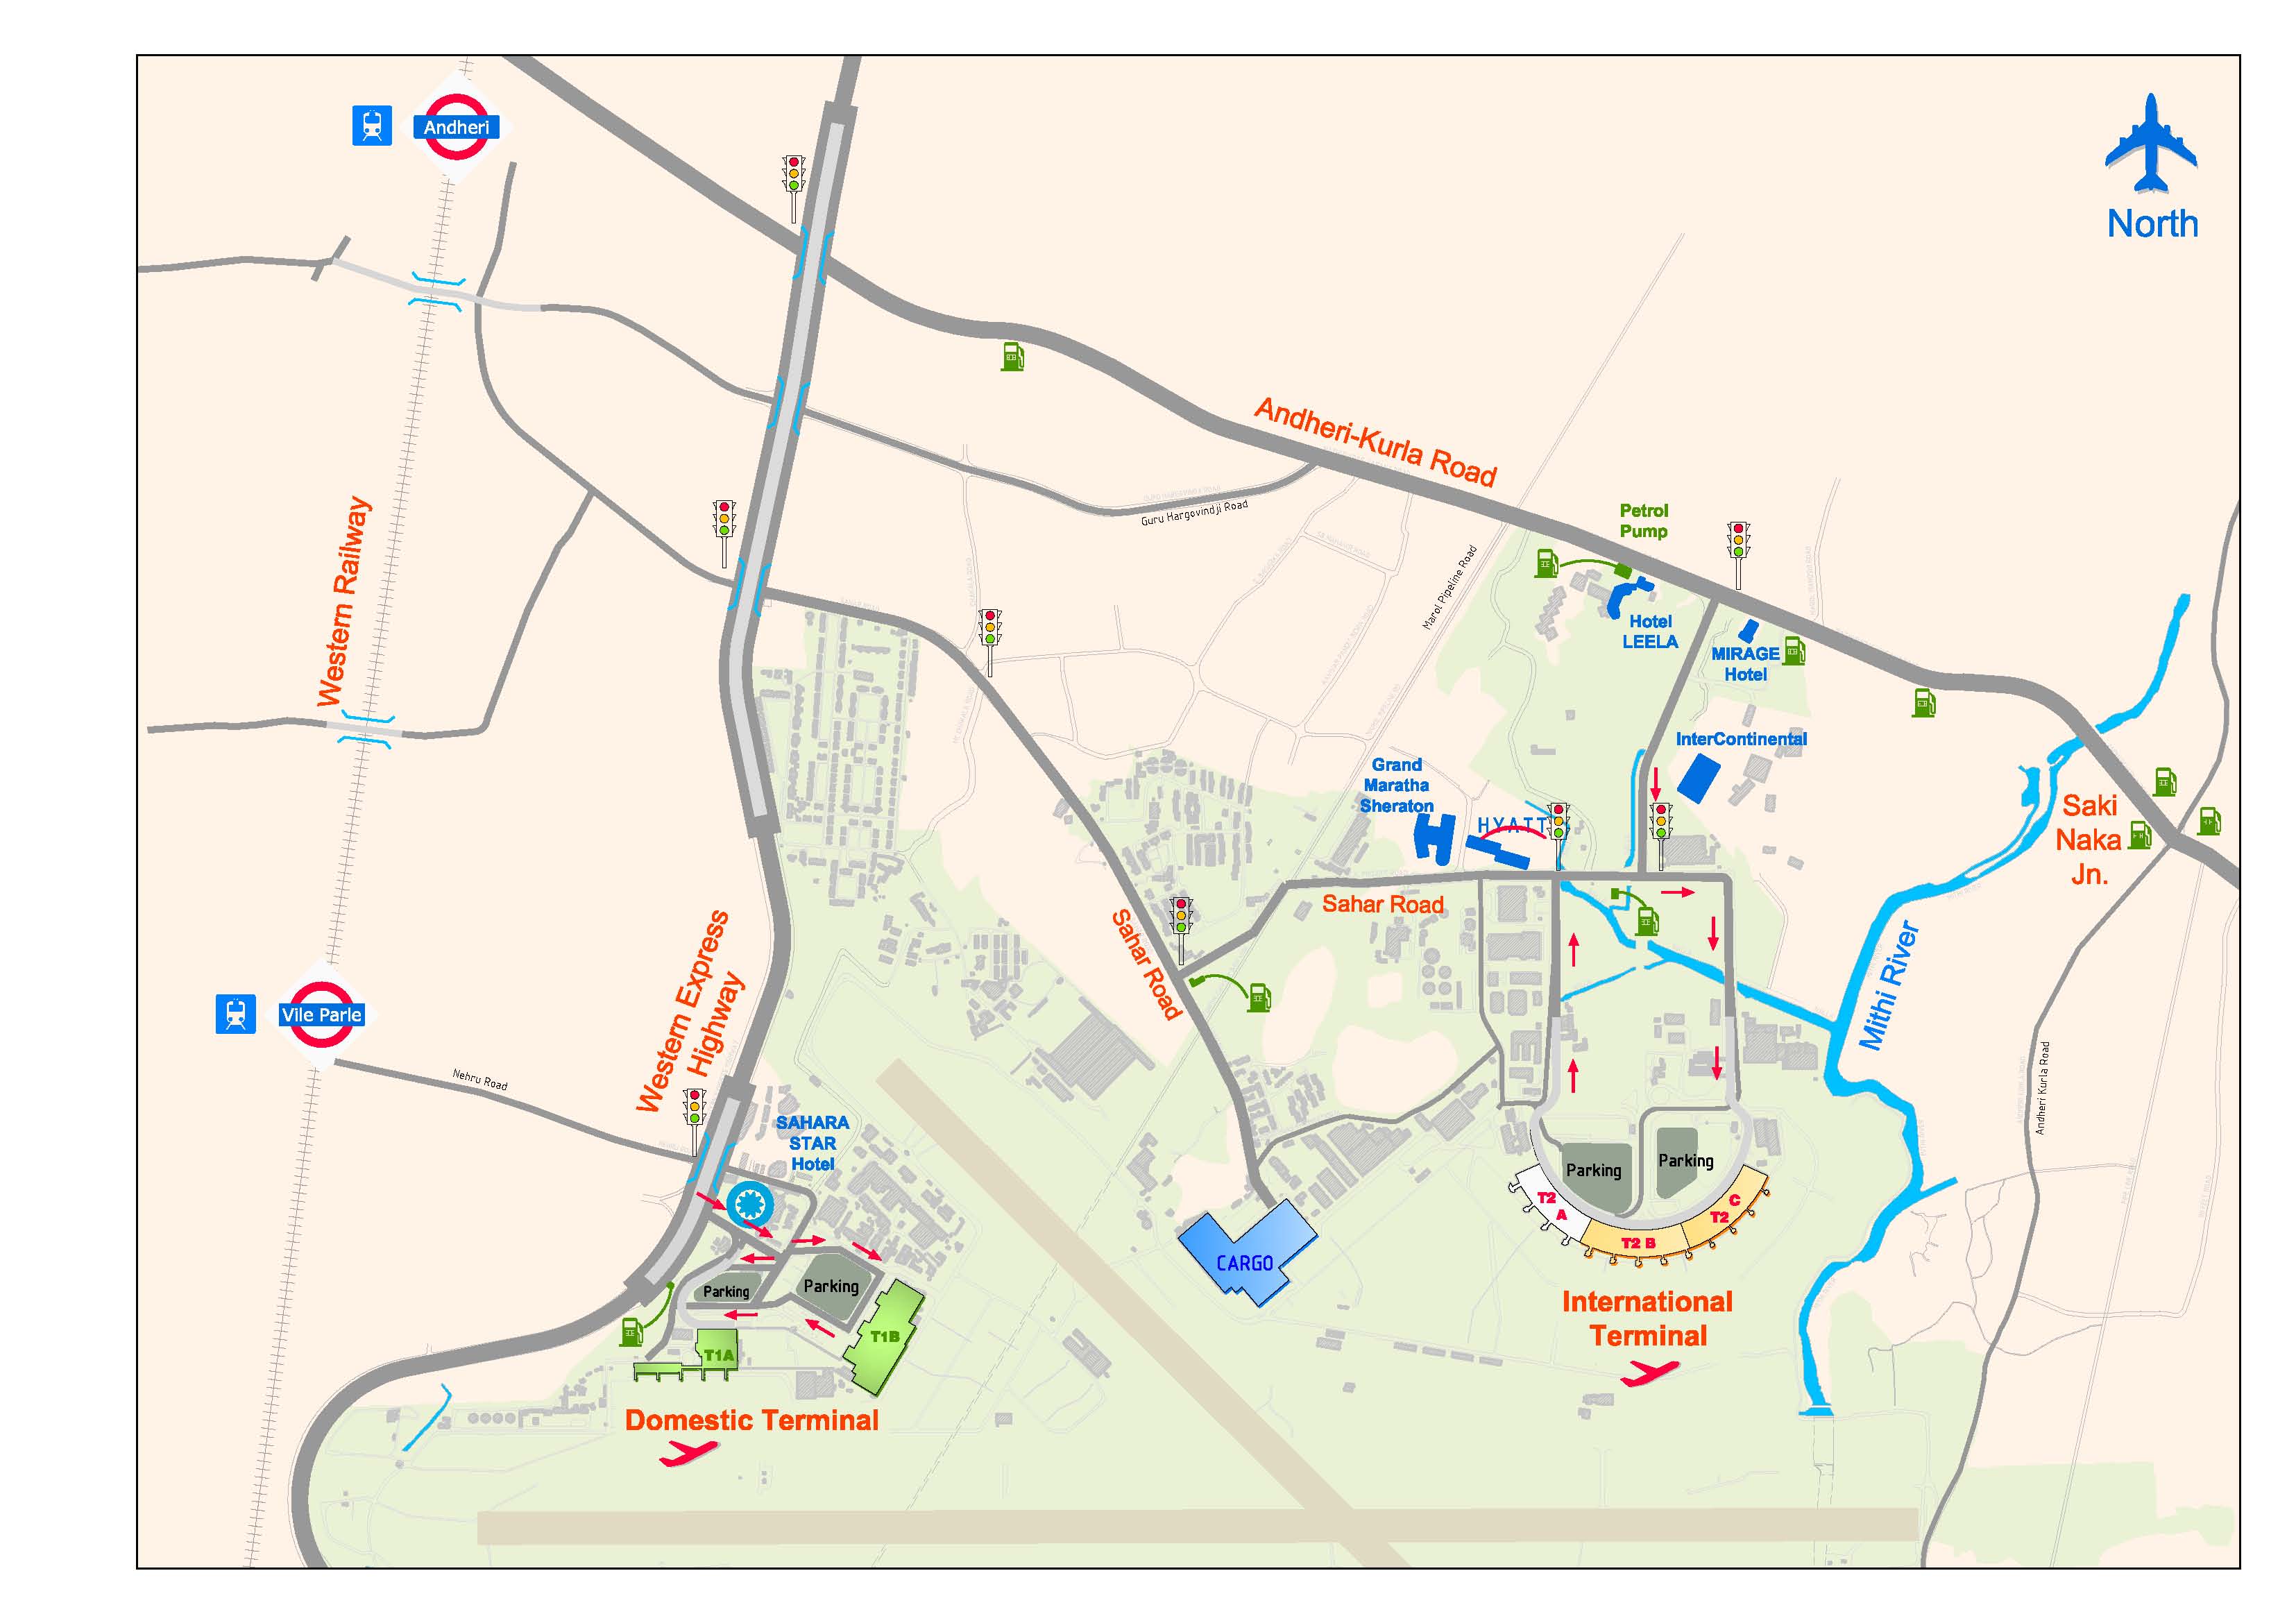 Andheri
North
Andheri-Kurla Road
Guru Hargovindji Road
Marol Pipeline Road
Petrol
Pump
Hotel
LEELA
MIRAGE
Hotel
Western Railway
InterContinental
Grand
Maratha
Sheraton
HYATT
Saki
Naka
Jn.
Sahar Road
Sahar Road
Western Express
Highway
Mithi River
Vile Parle
Nehru Road
Andheri Kurla Road
SAHARA
STAR
Hotel
Parking
Parking
T2
A
T2 B
T2
C
CARGO
Parking
Parking
T1B
T1A
International
Terminal
Domestic Terminal